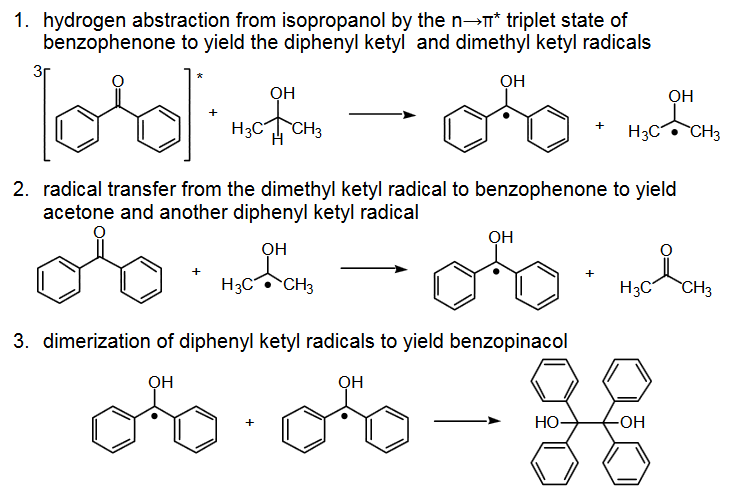 1. hydrogen abstraction from isopropanol by the n→π* triplet state of
benzophenone to yield the diphenyl ketyl and dimethyl ketyl radicals
3 O * + OH H3C H CH3 OH + OH H3C CH3
2. radical transfer from the dimethyl ketyl radical to benzophenone to yield
acetone and another diphenyl ketyl radical
O + OH H3C CH3 OH + O H3C CH3
3. dimerization of diphenyl ketyl radicals to yield benzopinacol
OH + OH HO OH